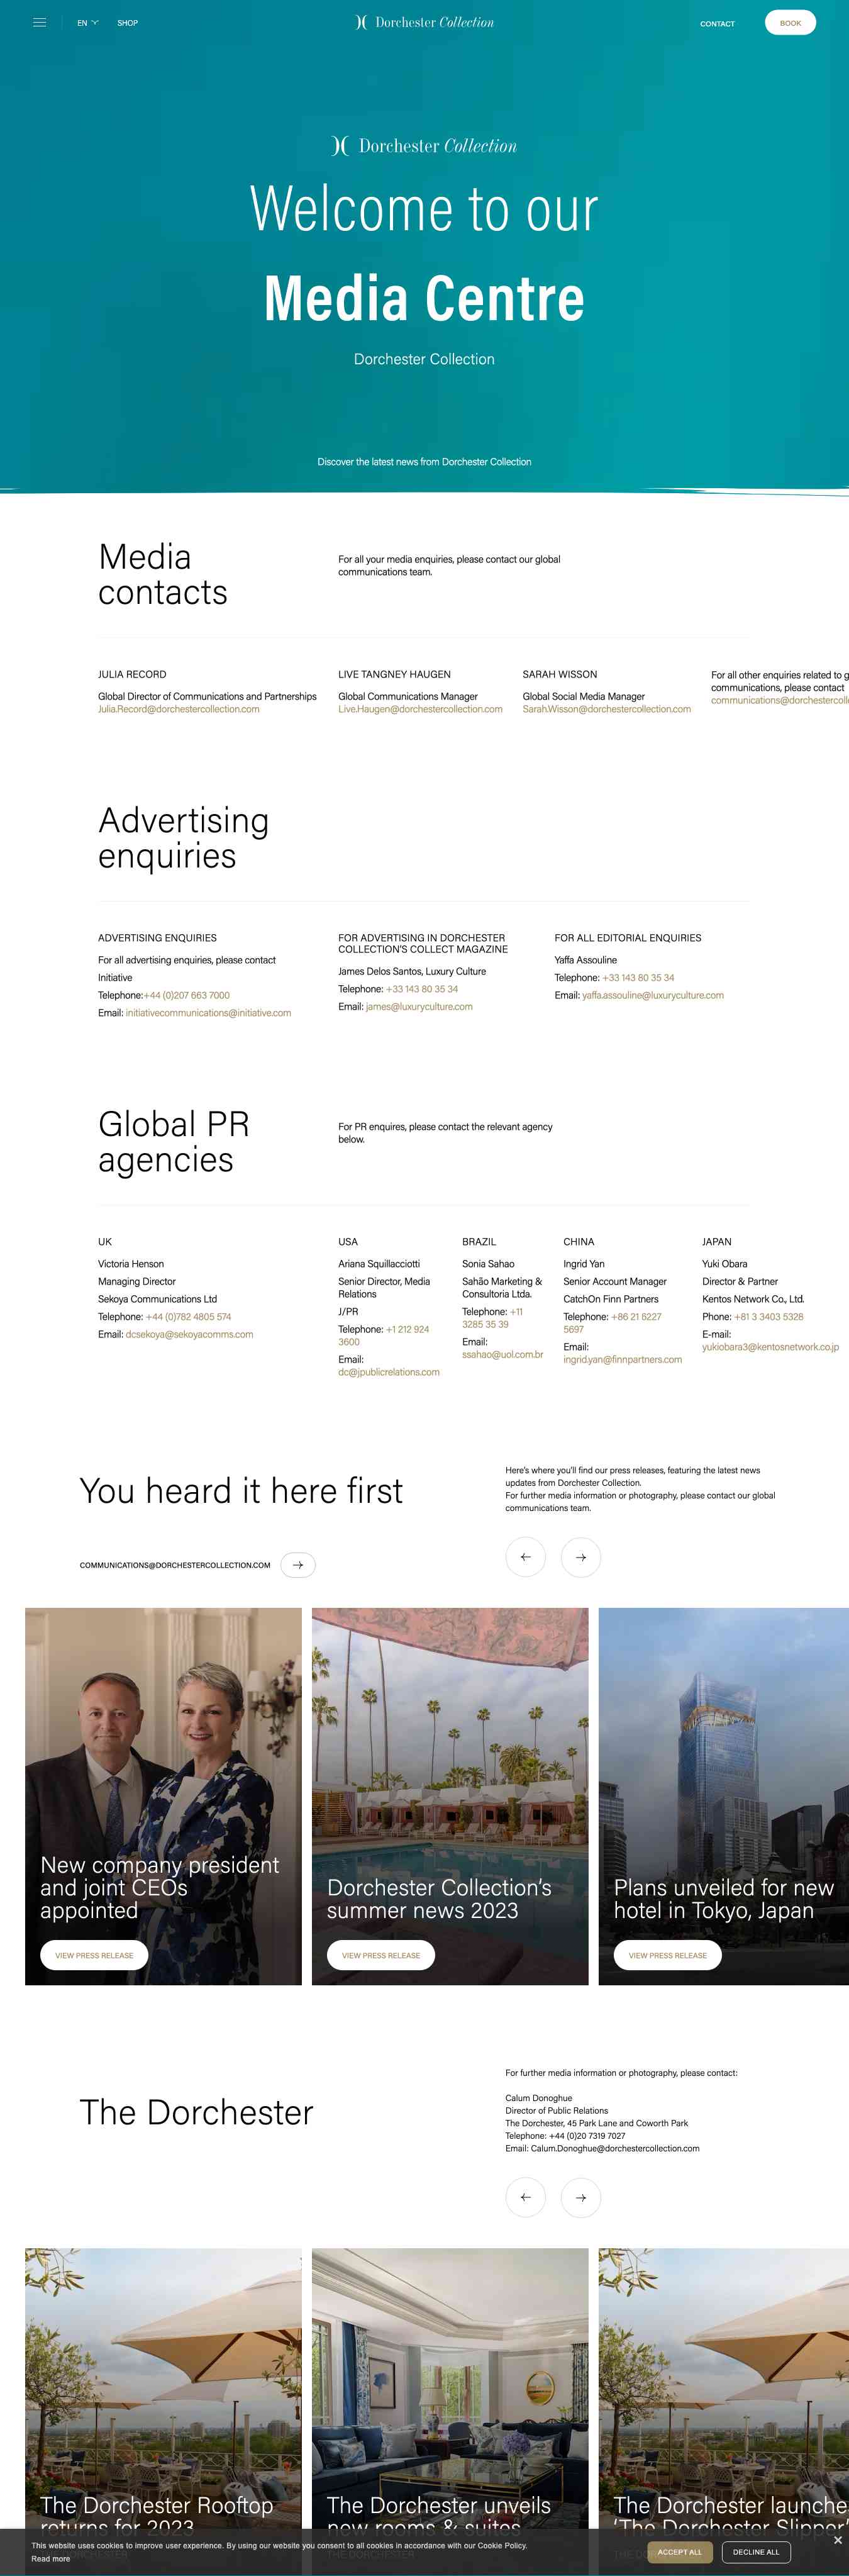 EN
SHOP
Dorchester Collection
CONTACT
BOOK
Dorchester Collection
Welcome to our
Media Centre
Dorchester Collection
Discover the latest news from Dorchester Collection
Media
contacts
For all your media enquiries, please contact our global
communications team.
JULIA RECORD
Global Director of Communications and Partnerships
Julia.Record@dorchestercollection.com
LIVE TANGNEY HAUGEN
Global Communications Manager
Live.Haugen@dorchestercollection.com
SARAH WISSON
Global Social Media Manager
Sarah.Wisson@dorchestercollection.com
For all other enquiries related to g
communications, please contact
communications@dorchestercolle
Advertising
enquiries
ADVERTISING ENQUIRIES
For all advertising enquiries, please contact
Initiative
Telephone:+44 (0)207 663 7000
Email: initiativecommunications@initiative.com
FOR ADVERTISING IN DORCHESTER
COLLECTION'S COLLECT MAGAZINE
James Delos Santos, Luxury Culture
Telephone: +33 143 80 35 34
Email: james@luxuryculture.com
FOR ALL EDITORIAL ENQUIRIES
Yaffa Assouline
Telephone: +33 143 80 35 34
Email: yaffa.assouline@luxuryculture.com
Global PR
agencies
For PR enquires, please contact the relevant agency
below.
UK
Victoria Henson
Managing Director
Sekoya Communications Ltd
Telephone: +44 (0)782 4805 574
Email: dcsekoya@sekoyacomms.com
USA
Ariana Squillacciotti
Senior Director, Media
Relations
J/PR
Telephone: +1 212 924
3600
Email:
dc@jpublicrelations.com
BRAZIL
Sonia Sahao
Sahão Marketing &
Consultoria Ltda.
Telephone: +11
3285 35 39
Email:
ssahao@uol.com.br
CHINA
Ingrid Yan
Senior Account Manager
CatchOn Finn Partners
Telephone: +86 21 6227
5697
Email:
ingrid.yan@finnpartners.com
JAPAN
Yuki Obara
Director & Partner
Kentos Network Co., Ltd.
Phone: +81 3 3403 5328
E-mail:
yukiobara3@kentosnetwork.co.jp
You heard it here first
Here's where you'll find our press releases, featuring the latest news
updates from Dorchester Collection.
For further media information or photography, please contact our global
communications team.
COMMUNICATIONS@DORCHESTERCOLLECTION.COM
New company president
and joint CEOs
appointed
VIEW PRESS RELEASE
Dorchester Collection's
summer news 2023
VIEW PRESS RELEASE
Plans unveiled for new
hotel in Tokyo, Japan
VIEW PRESS RELEASE
The Dorchester
For further media information or photography, please contact:
Calum Donoghue
Director of Public Relations
The Dorchester, 45 Park Lane and Coworth Park
Telephone: +44 (0)20 7319 7027
Email: Calum.Donoghue@dorchestercollection.com
The Dorchester Rooftop
returns for 2023
The Dorchester unveils
new rooms & suites
THE DORCHESTER
The Dorchester launche
'The Dorchester Slipper'
This website uses cookies to improve user experience. By using our website you consent to all cookies in accordance with our Cookie Policy.
Read more
ACCEPT ALL
DECLINE ALL